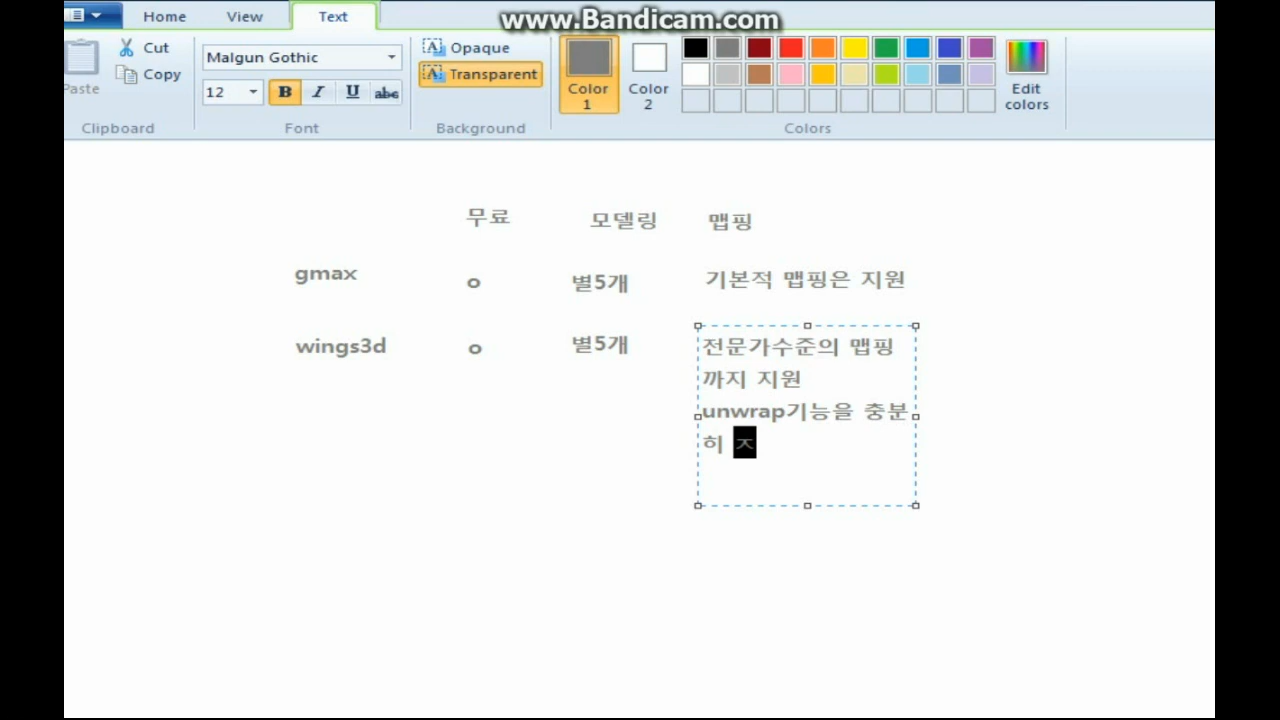 www.Bandicam.com
Home View Text
Paste
Cut
Copy
Clipboard
Malgun Gothic
12 B I U abc
Font
Opaque
Transparent
Background
Color 1
Color 2
Edit colors
Colors
무료 모델링 맵핑
gmax o 별5개 기본적 맵핑은 지원
wings3d o 별5개 전문가수준의 맵핑
까지 지원
unwrap기능을 충분
히 ㅈ